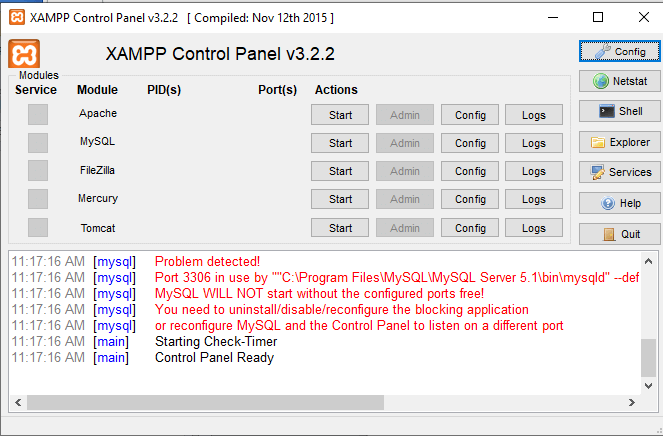 XAMPP Control Panel v3.2.2 [ Compiled: Nov 12th 2015 ]
XAMPP Control Panel v3.2.2
Config
Modules
Service Module PID(s) Port(s) Actions
Netstat
Apache Start Admin Config Logs
Shell
MySQL Start Admin Config Logs
Explorer
FileZilla Start Admin Config Logs
Services
Mercury Start Admin Config Logs
Help
Tomcat Start Admin Config Logs
Quit
11:17:16 AM [mysql] Problem detected!
11:17:16 AM [mysql] Port 3306 in use by ""C:\Program Files\MySQL\MySQL Server 5.1\bin\mysqld" --def
11:17:16 AM [mysql] MySQL WILL NOT start without the configured ports free!
11:17:16 AM [mysql] You need to uninstall/disable/reconfigure the blocking application
11:17:16 AM [mysql] or reconfigure MySQL and the Control Panel to listen on a different port
11:17:16 AM [main] Starting Check-Timer
11:17:16 AM [main] Control Panel Ready